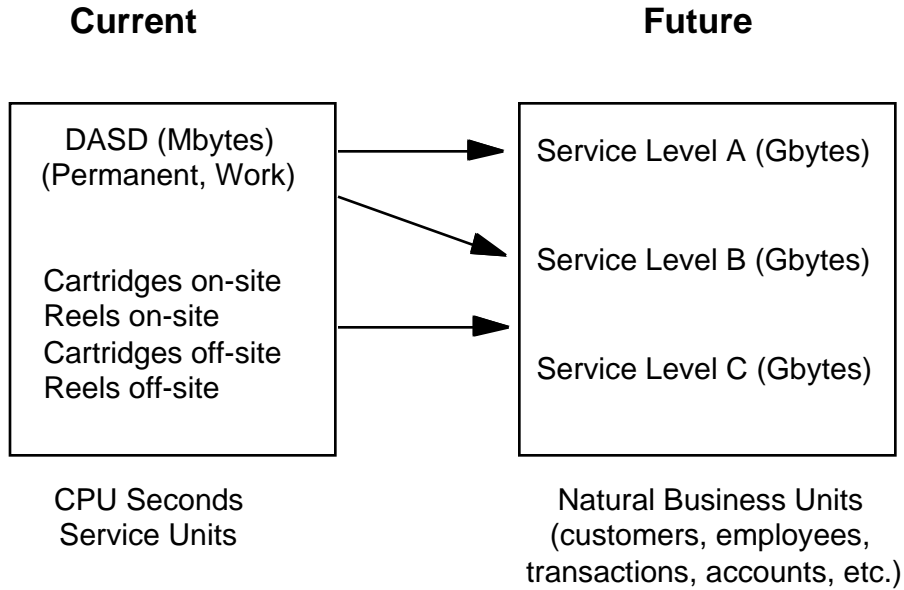 Current
Future
DASD (Mbytes)
(Permanent, Work)
Cartridges on-site
Reels on-site
Cartridges off-site
Reels off-site
Service Level A (Gbytes)
Service Level B (Gbytes)
Service Level C (Gbytes)
CPU Seconds
Service Units
Natural Business Units
(customers, employees,
transactions, accounts, etc.)